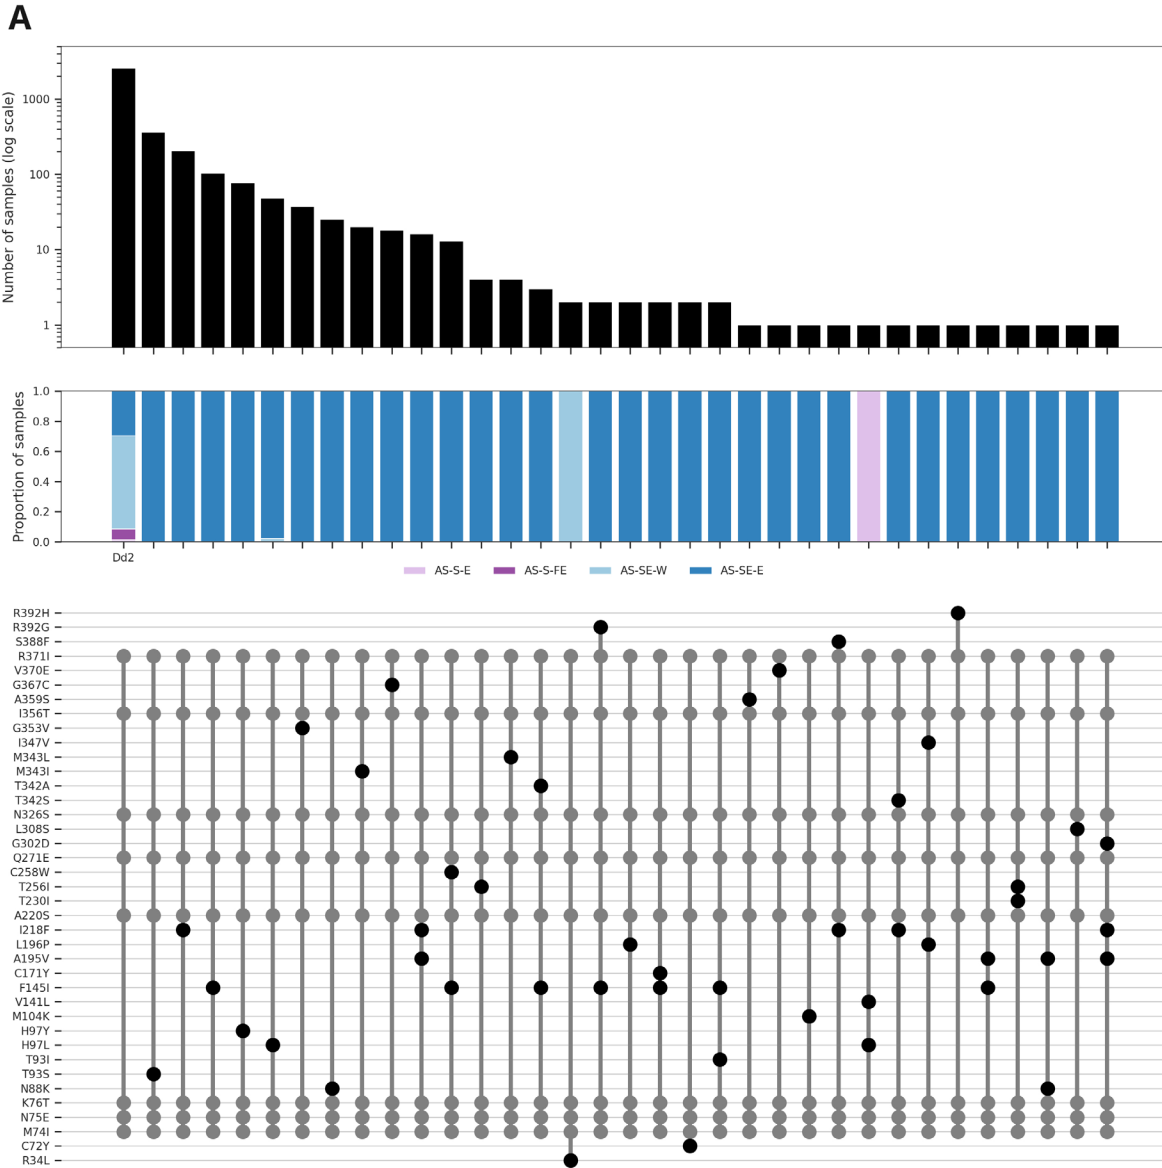 A
Number of samples (log scale)
1000
100
10
1
Proportion of samples
1.0
0.8
0.6
0.4
0.2
0.0
Dd2
AS-S-E AS-S-FE AS-SE-W AS-SE-E
R392H
R392G
S388F
R371I
V370E
G367C
A359S
I356T
G353V
I347V
M343L
M343I
T342A
T342S
N326S
L308S
G302D
Q271E
C258W
T256I
T230I
A220S
I218F
L196P
A195V
C171Y
F145I
V141L
M104K
H97Y
H97L
T93I
T93S
N88K
K76T
N75E
M74I
C72Y
R34L